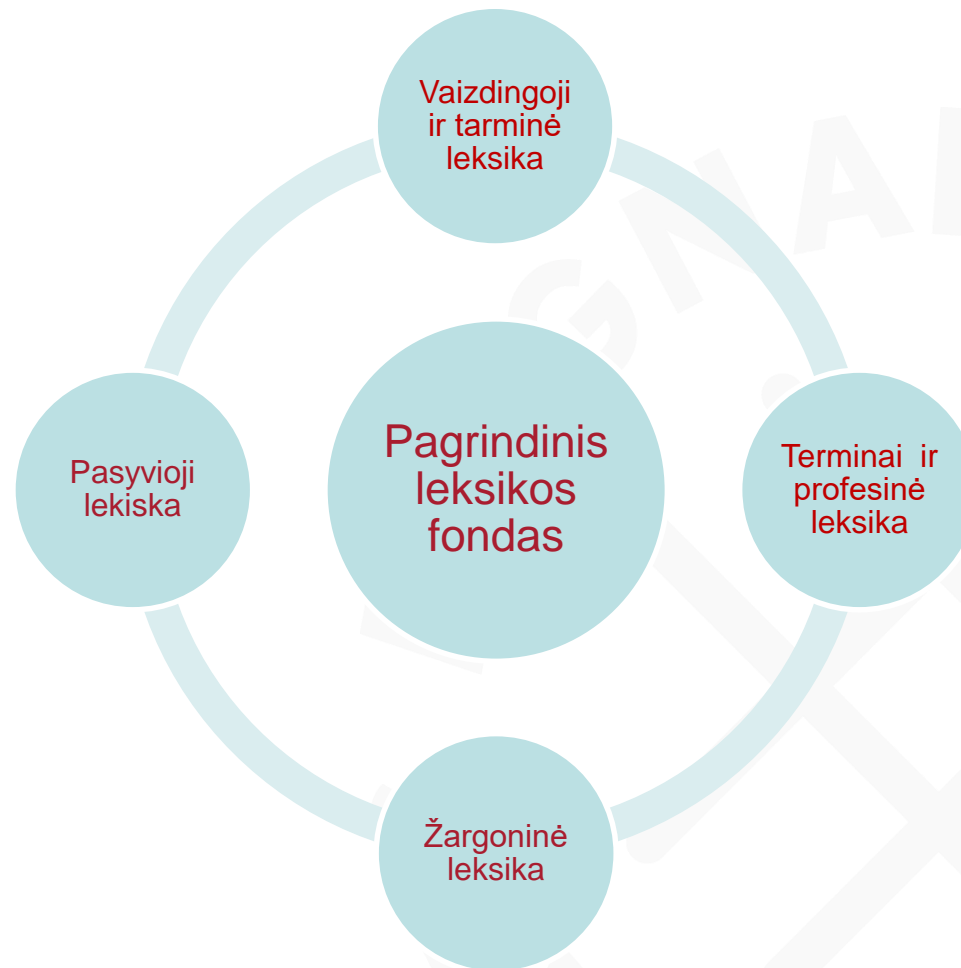 Vaizdingoji
ir tarminė
leksika
Pagrindinis
leksikos
fondas
Terminai ir
profesinė
leksika
Pasyvioji
lekiska
Žargoninė
leksika